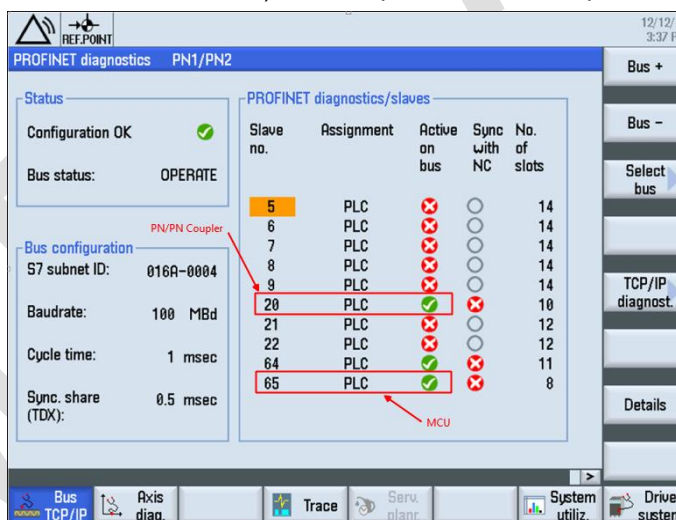 REF.POINT
12/12/
3:37 P
PROFINET diagnostics PN1/PN2
Bus +
Status
Configuration OK
Bus status: OPERATE
PROFINET diagnostics/slaves
Slave no. Assignment Active on bus Sync with NC No. of slots
5 PLC 14
6 PLC 14
7 PLC 14
8 PLC 14
9 PLC 14
20 PLC 10
21 PLC 12
22 PLC 12
64 PLC 11
65 PLC 8
PN/PN Coupler
MCU
Bus configuration
S7 subnet ID: 016A-0004
Baudrate: 100 MBd
Cycle time: 1 msec
Sync. share (TDX): 0.5 msec
Bus -
Select bus
TCP/IP diagnost.
Details
>
Bus TCP/IP
Axis diag.
Trace
Serv. planr.
System utiliz.
Drive system